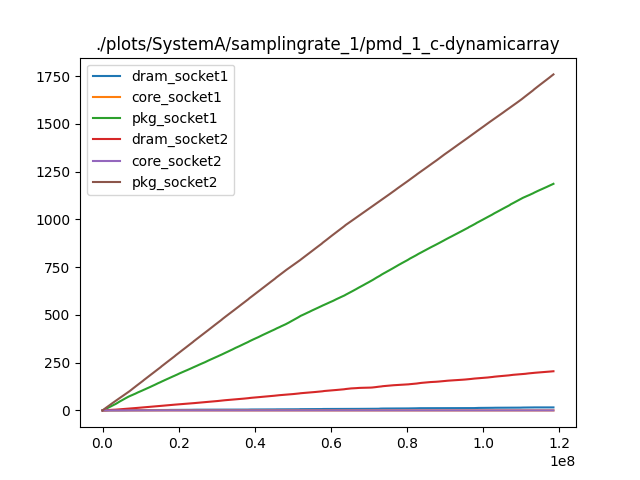 ./plots/SystemA/samplingrate_1/pmd_1_c-dynamicarray
dram_socket1
core_socket1
pkg_socket1
dram_socket2
core_socket2
pkg_socket2
1750
1500
1250
1000
750
500
250
0
0.0 0.2 0.4 0.6 0.8 1.0 1.2
1e8